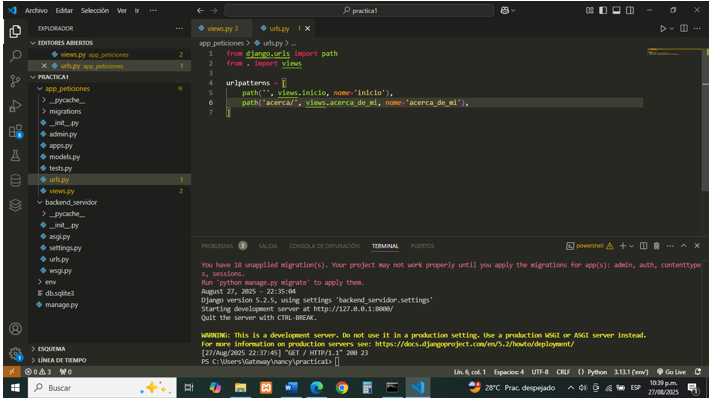 Archivo Editar Selección Ver Ir ··· practica1
EXPLORADOR ···
EDITORES ABIERTOS
views.py app_peticiones 2
urls.py app_peticiones 1
PRACTICA1
app_peticiones
__pycache__
migrations
__init__.py
admin.py
apps.py
models.py
tests.py
urls.py 1
views.py 2
backend_servidor
__pycache__
__init__.py
asgi.py
settings.py
urls.py
wsgi.py
env
db.sqlite3
manage.py
ESQUEMA
LÍNEA DE TIEMPO
views.py 2 urls.py 1
app_peticiones > urls.py > ...
1 from django.urls import path
2 from . import views
3
4 urlpatterns = [
5 path('', views.inicio, name='inicio'),
6 path('acerca/', views.acerca_de_mi, name='acerca_de_mi'),
7 ]
PROBLEMAS 3 SALIDA CONSOLA DE DEPURACIÓN TERMINAL PUERTOS powershell
You have 18 unapplied migration(s). Your project may not work properly until you apply the migrations for app(s): admin, auth, contenttype
s, sessions.
Run 'python manage.py migrate' to apply them.
August 27, 2025 - 22:35:04
Django version 5.2.5, using settings 'backend_servidor.settings'
Starting development server at http://127.0.0.1:8000/
Quit the server with CTRL-BREAK.
WARNING: This is a development server. Do not use it in a production setting. Use a production WSGI or ASGI server instead.
For more information on production servers see: https://docs.djangoproject.com/en/5.2/howto/deployment/
[27/Aug/2025 22:37:45] "GET / HTTP/1.1" 200 23
PS C:\Users\Gateway\nancy\practica1>
0 3 0 Lín. 6, col. 1 Espacios: 4 UTF-8 CRLF {} Python 3.13.1 ('env') Go Live
Buscar 28°C Prac. despejado ESP 10:39 p.m.
27/08/2025